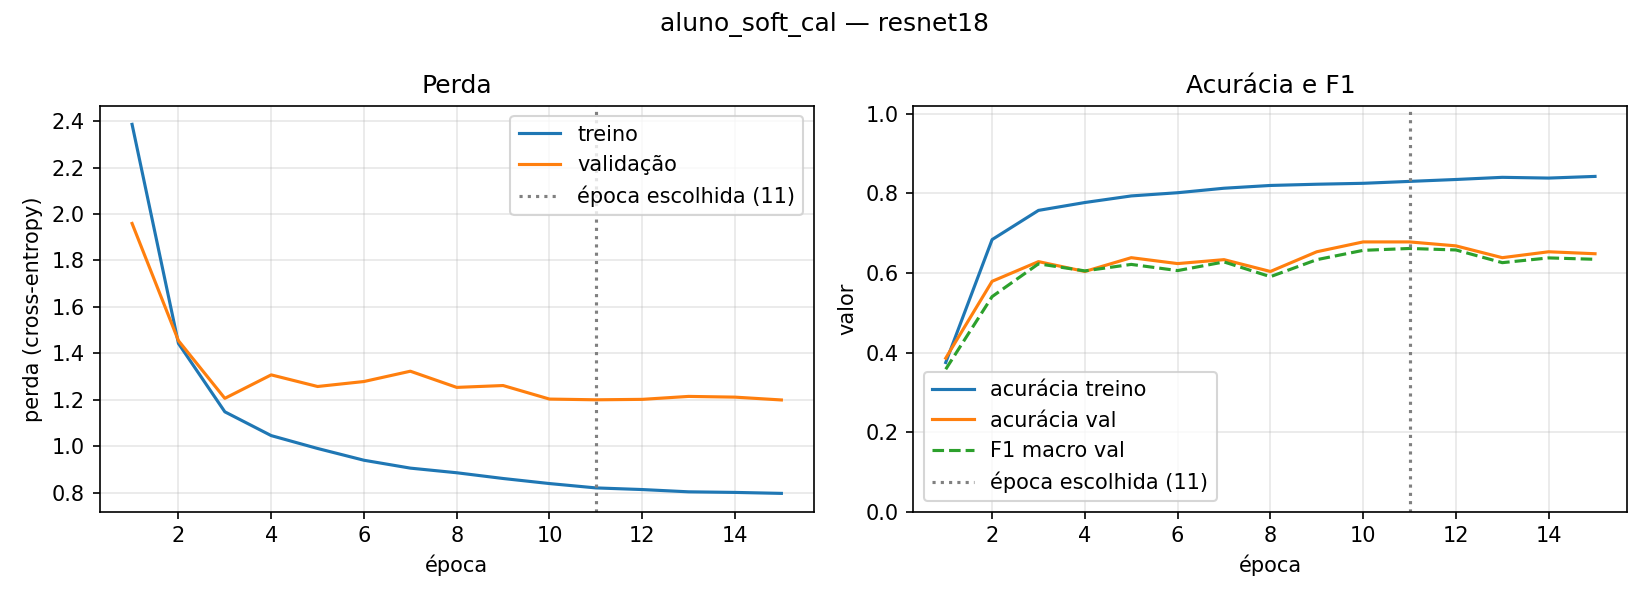 aluno_soft_cal — resnet18
Perda
2.4
2.2
2.0
1.8
1.6
1.4
1.2
1.0
0.8
perda (cross-entropy)
treino
validação
época escolhida (11)
2 4 6 8 10 12 14
época
Acurácia e F1
1.0
0.8
0.6
0.4
0.2
0.0
valor
acurácia treino
acurácia val
F1 macro val
época escolhida (11)
2 4 6 8 10 12 14
época